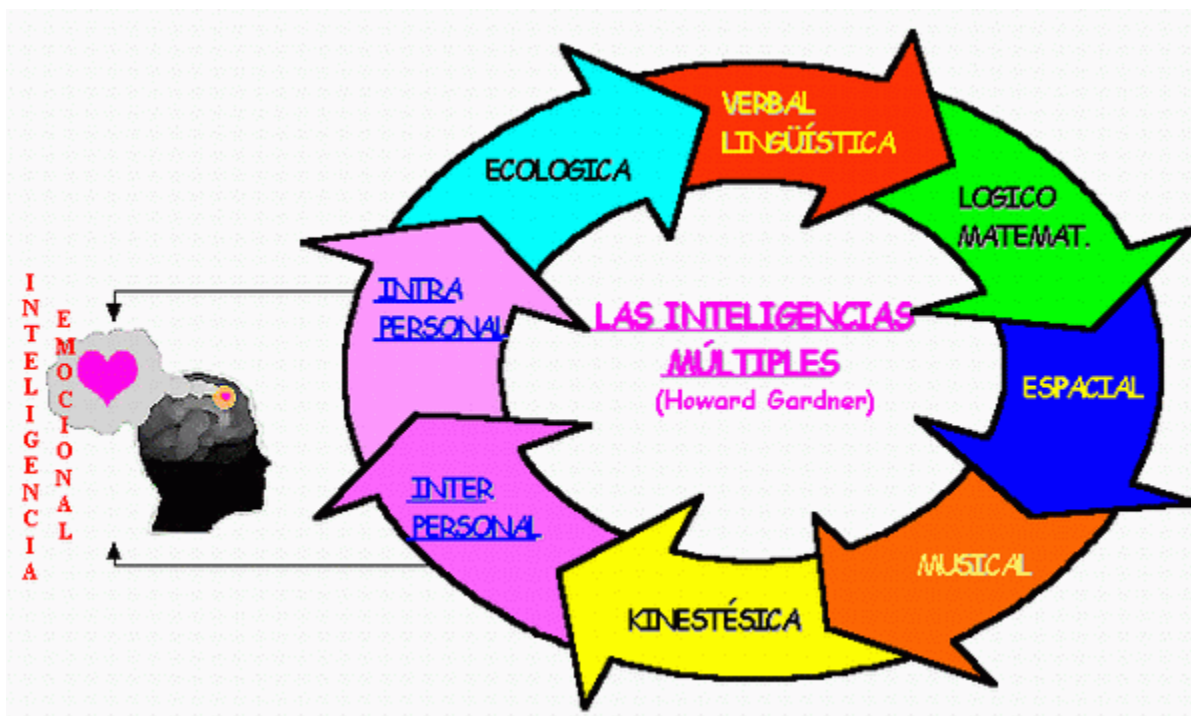 VERBAL
LINGÜÍSTICA
LOGICO
MATEMAT.
ESPACIAL
MUSICAL
KINESTÉSICA
INTER
PERSONAL
INTRA
PERSONAL
ECOLOGICA
LAS INTELIGENCIAS
MÚLTIPLES
(Howard Gardner)
INTELIGENCIA
EMOCIONAL